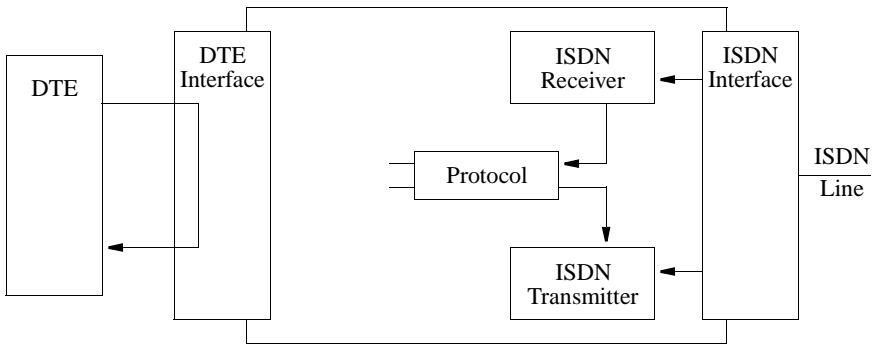 DTE
DTE
Interface
ISDN
Receiver
ISDN
Interface
Protocol
ISDN
Transmitter
ISDN
Line